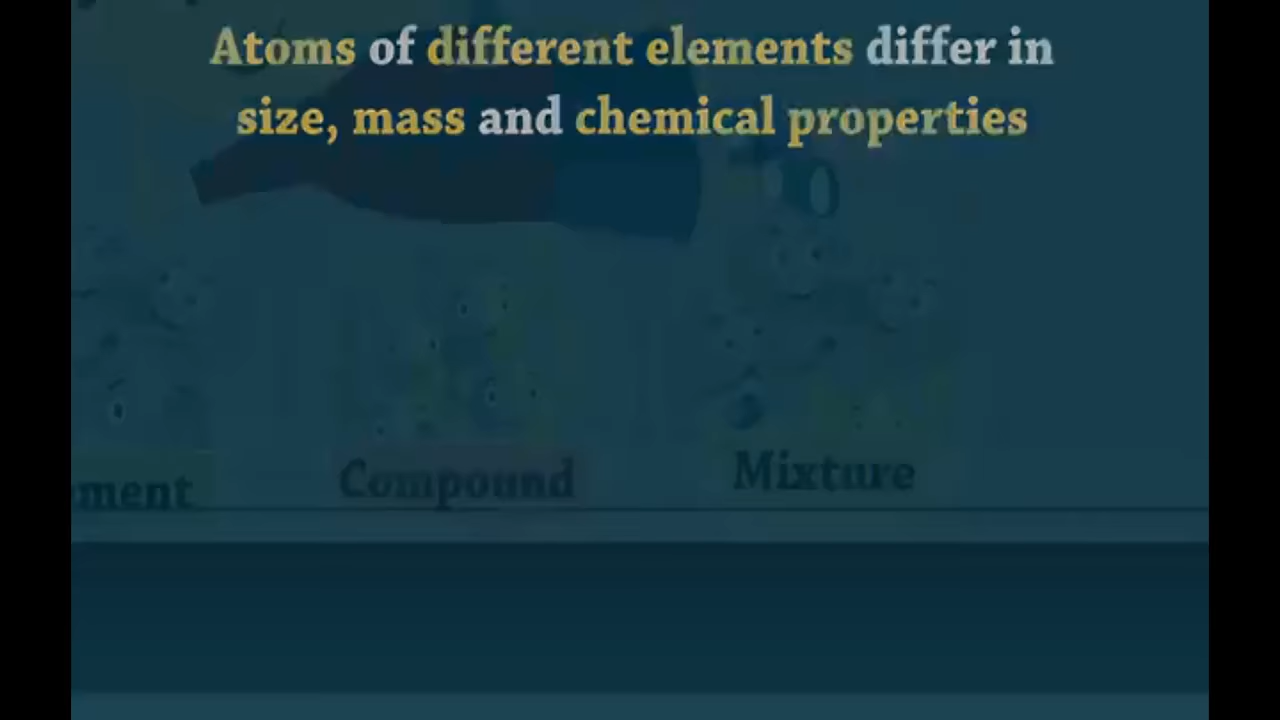 Atoms of different elements differ in
size, mass and chemical properties
ment
Compound
Mixture